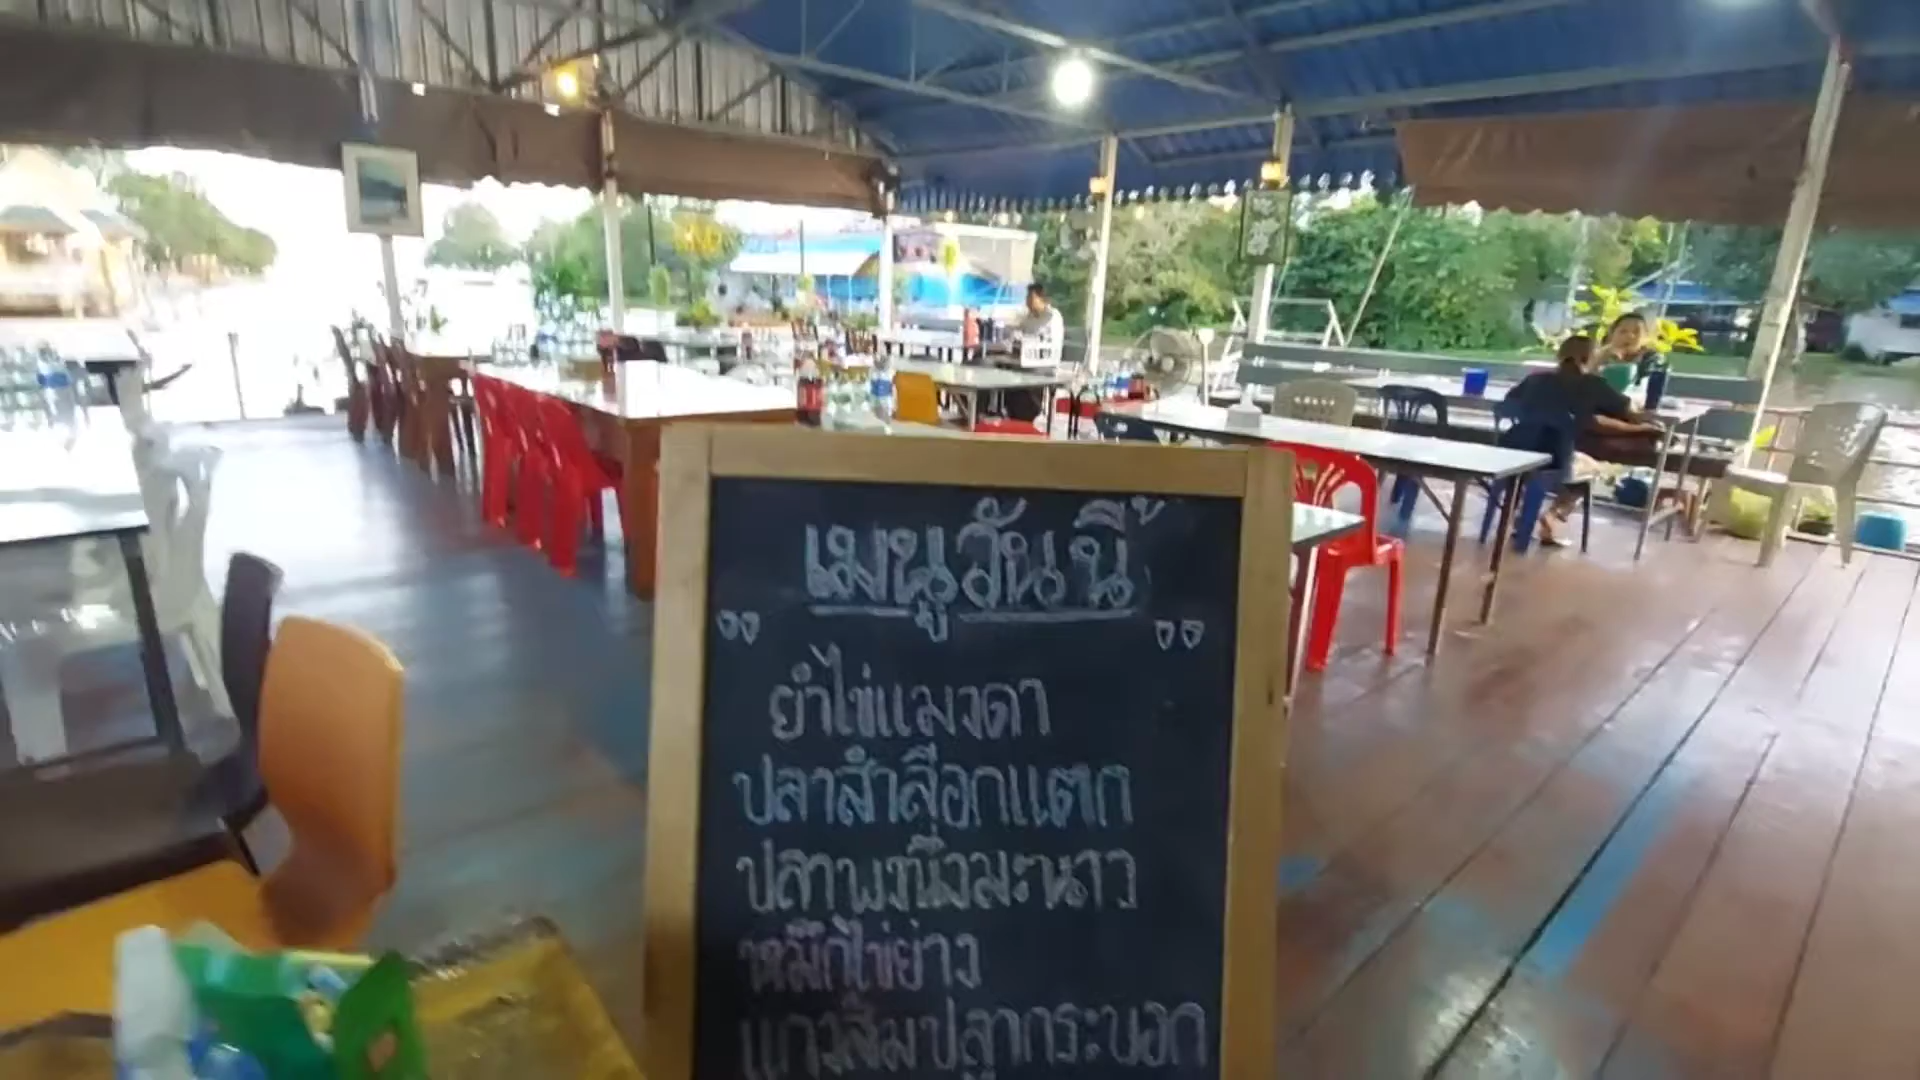 เมนูวันนี้
" "
ยำไข่แมงดา
ปลาสำลีอกแตก
ปลาพงนึ่งมะนาว
หมึกไข่ย่าง
แกงส้มปลากระบอก